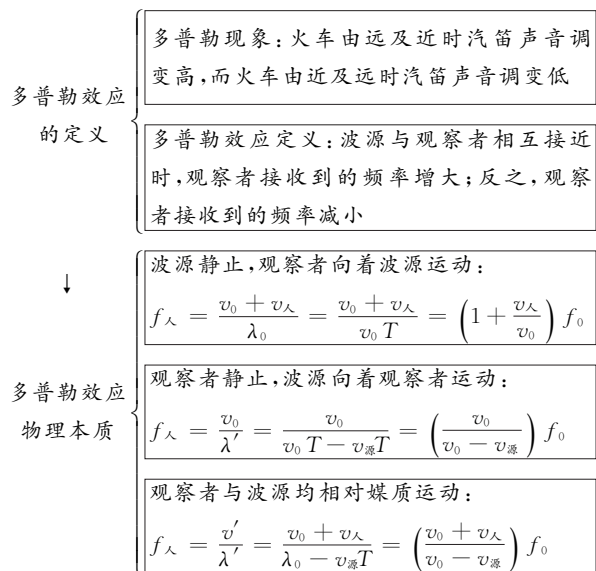 多普勒效应
的定义
多普勒现象:火车由远及近时汽笛声音调
变高,而火车由近及远时汽笛声音调变低
多普勒效应定义:波源与观察者相互接近
时,观察者接收到的频率增大;反之,观察
者接收到的频率减小
↓
多普勒效应
物理本质
波源静止,观察者向着波源运动:
f人 = (v₀ + v人)/λ₀ = (v₀ + v人)/(v₀T) = (1 + v人/v₀) f₀
观察者静止,波源向着观察者运动:
f人 = v₀/λ′ = v₀/(v₀T − v源T) = (v₀/(v₀ − v源)) f₀
观察者与波源均相对媒质运动:
f人 = v′/λ′ = (v₀ + v人)/(λ₀ − v源T) = ((v₀ + v人)/(v₀ − v源)) f₀